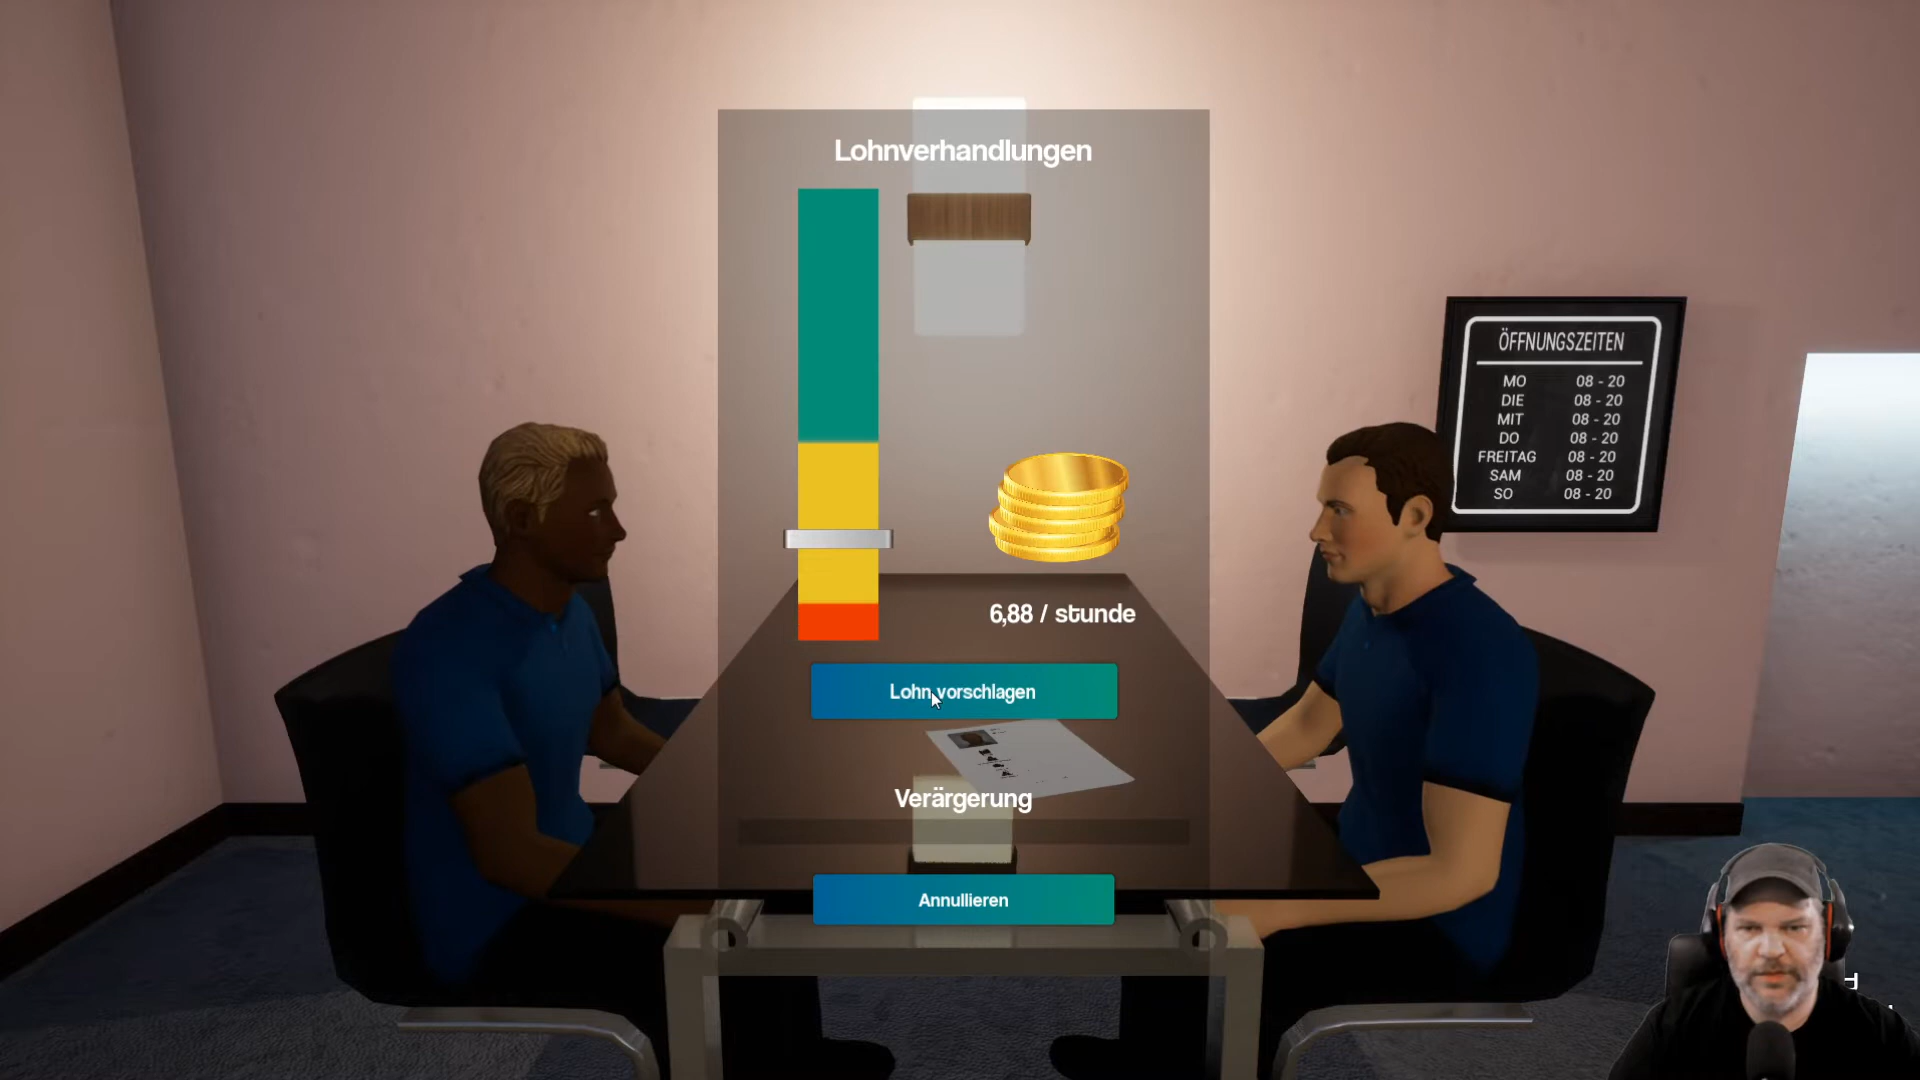 Lohnverhandlungen
ÖFFNUNGSZEITEN
MO 08 - 20
DIE 08 - 20
MIT 08 - 20
DO 08 - 20
FREITAG 08 - 20
SAM 08 - 20
SO 08 - 20
6,88 / stunde
Lohn vorschlagen
Verärgerung
Annullieren